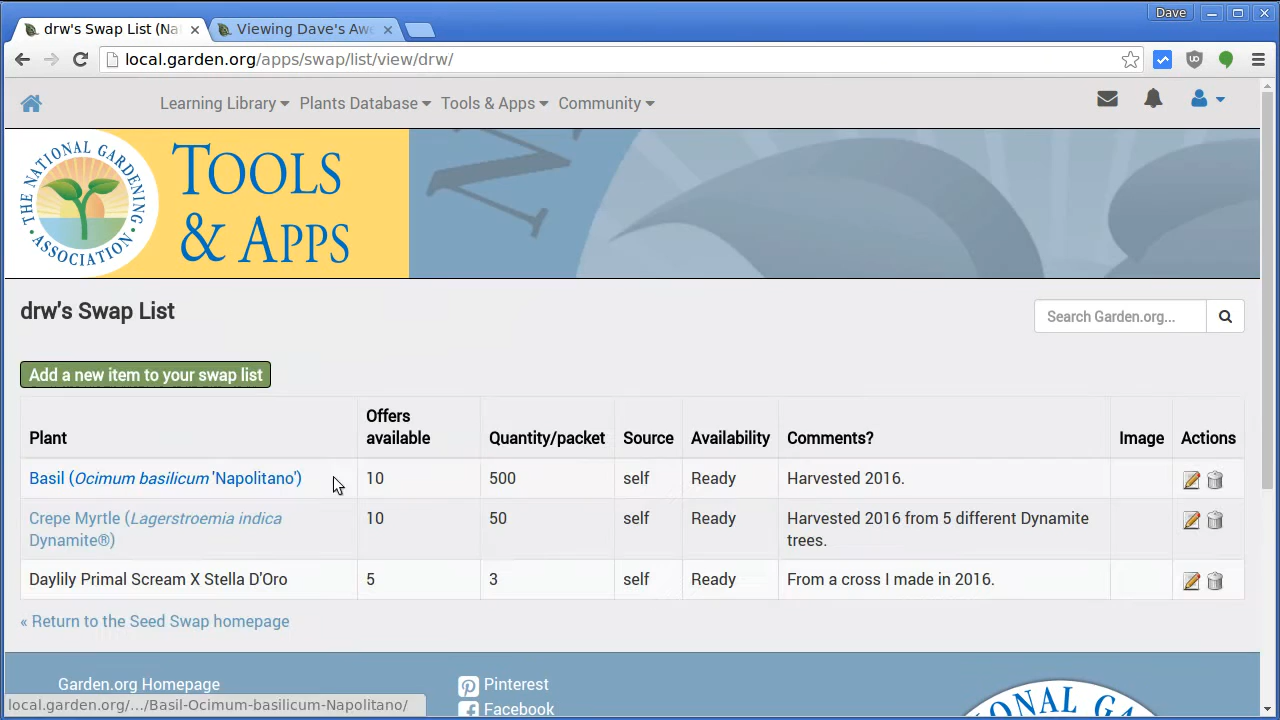 Dave
drw's Swap List (Na
Viewing Dave's Aw
local.garden.org/apps/swap/list/view/drw/
Learning Library Plants Database Tools & Apps Community
THE NATIONAL GARDENING
ASSOCIATION
TOOLS
& APPS
drw's Swap List
Search Garden.org...
Add a new item to your swap list
Plant Offers available Quantity/packet Source Availability Comments? Image Actions
Basil (Ocimum basilicum 'Napolitano') 10 500 self Ready Harvested 2016.
Crepe Myrtle (Lagerstroemia indica 10 50 self Ready Harvested 2016 from 5 different Dynamite
Dynamite®) trees.
Daylily Primal Scream X Stella D'Oro 5 3 self Ready From a cross I made in 2016.
« Return to the Seed Swap homepage
Garden.org Homepage Pinterest
Facebook
local.garden.org/.../Basil-Ocimum-basilicum-Napolitano/